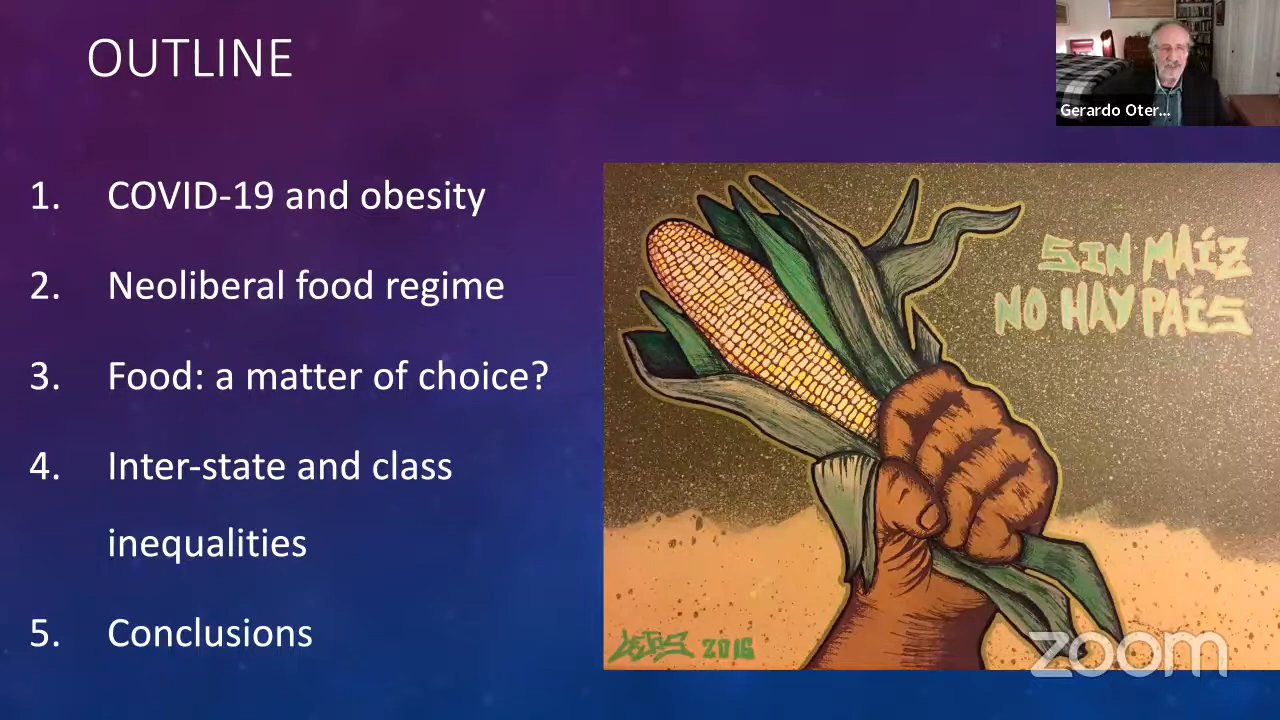 OUTLINE
Gerardo Oter...
1. COVID-19 and obesity
2. Neoliberal food regime
3. Food: a matter of choice?
4. Inter-state and class
inequalities
5. Conclusions
SIN MAÍZ
NO HAY PAÍS
2016
zoom